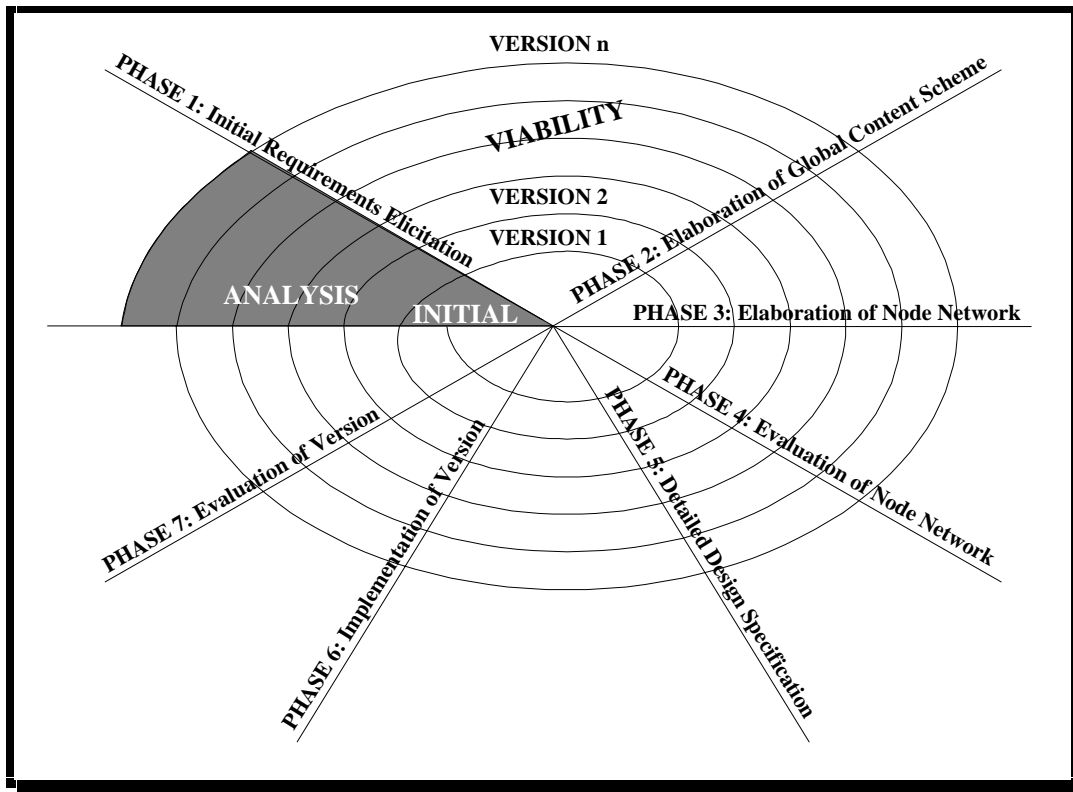 VERSION n
PHASE 1: Initial Requirements Elicitation
VIABILITY
VERSION 2
VERSION 1
PHASE 2: Elaboration of Global Content Scheme
ANALYSIS
INITIAL
PHASE 3: Elaboration of Node Network
PHASE 4: Evaluation of Node Network
PHASE 5: Detailed Design Specification
PHASE 6: Implementation of Version
PHASE 7: Evaluation of Version